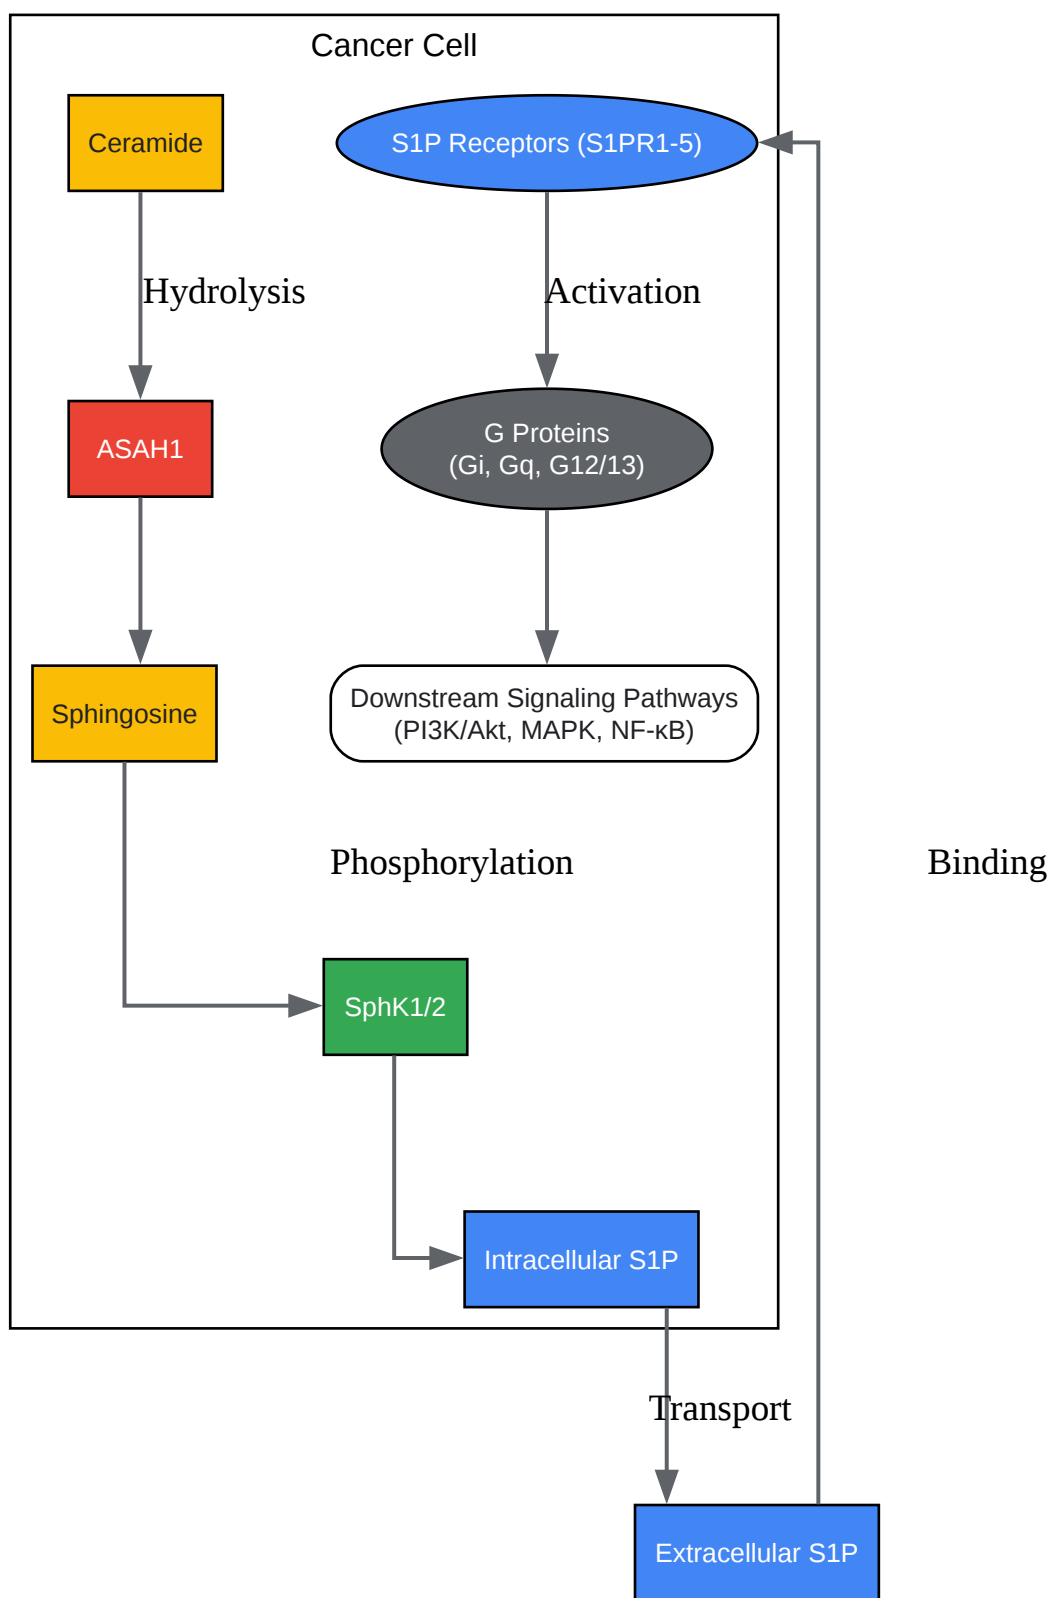 Cancer Cell
Ceramide
S1P Receptors (S1PR1-5)
Hydrolysis
Activation
ASAH1
G Proteins
(Gi, Gq, G12/13)
Sphingosine
Downstream Signaling Pathways
(PI3K/Akt, MAPK, NF-κB)
Phosphorylation
Binding
SphK1/2
Intracellular S1P
Transport
Extracellular S1P